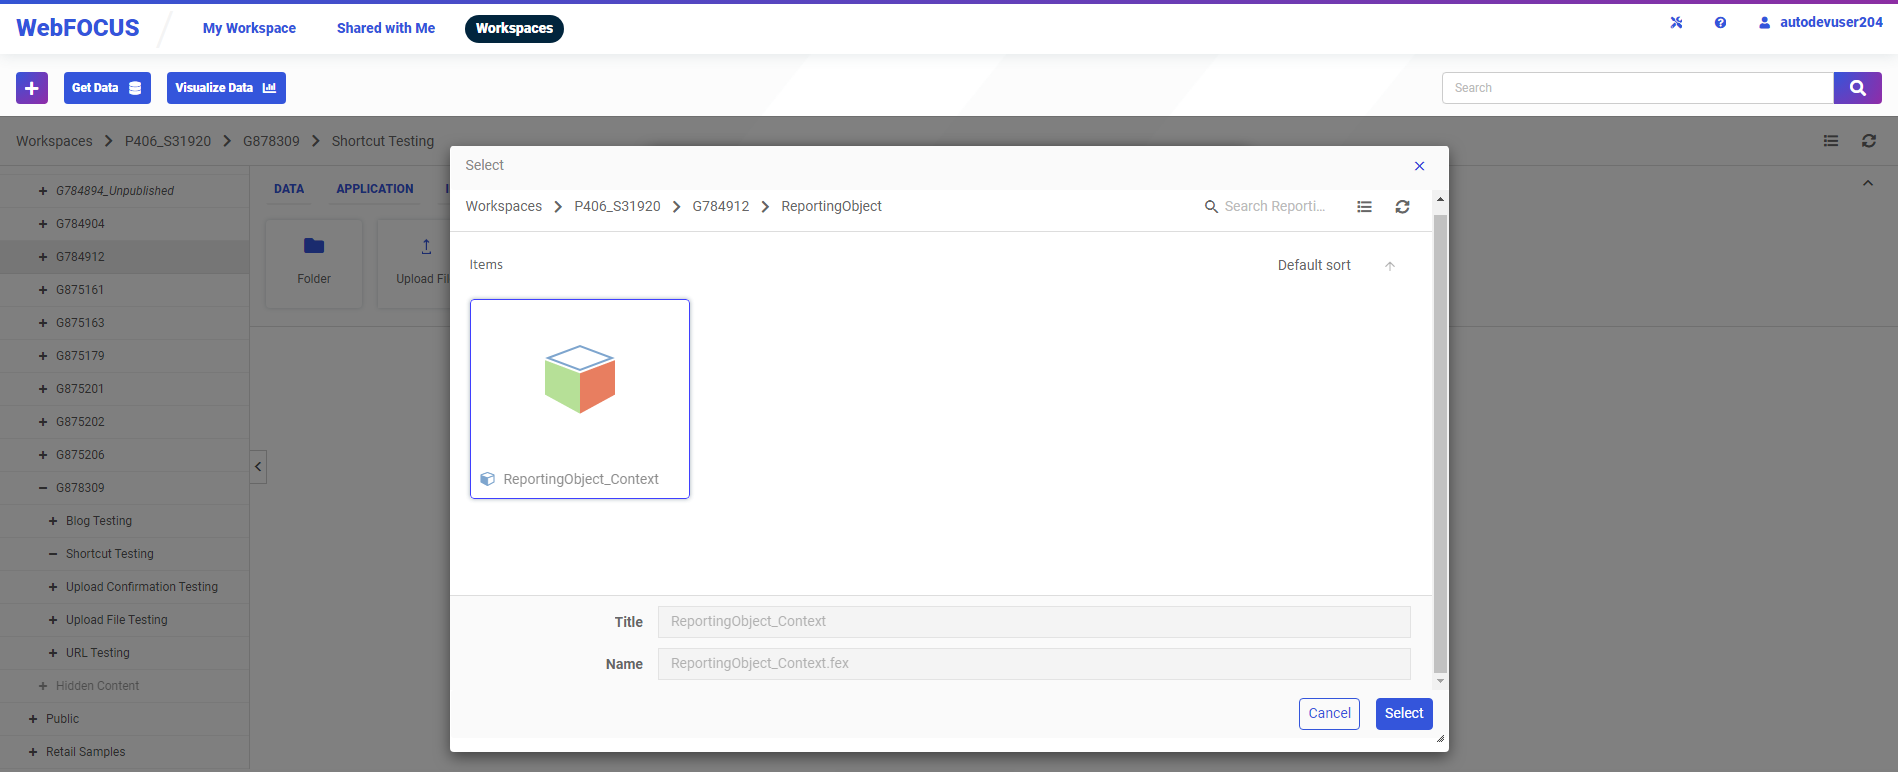 WebFOCUS
My Workspace
Shared with Me
Workspaces
autodevuser204
Get Data
Visualize Data
Search
Workspaces
P406_S31920
G878309
Shortcut Testing
G784894_Unpublished
G784904
G784912
G875161
G875163
G875179
G875201
G875202
G875206
G878309
Blog Testing
Shortcut Testing
Upload Confirmation Testing
Upload File Testing
URL Testing
Hidden Content
Public
Retail Samples
DATA
APPLICATION
Folder
Upload Fil
Select
Workspaces
P406_S31920
G784912
ReportingObject
Search Reporti...
Items
Default sort
ReportingObject_Context
Title
ReportingObject_Context
Name
ReportingObject_Context.fex
Cancel
Select